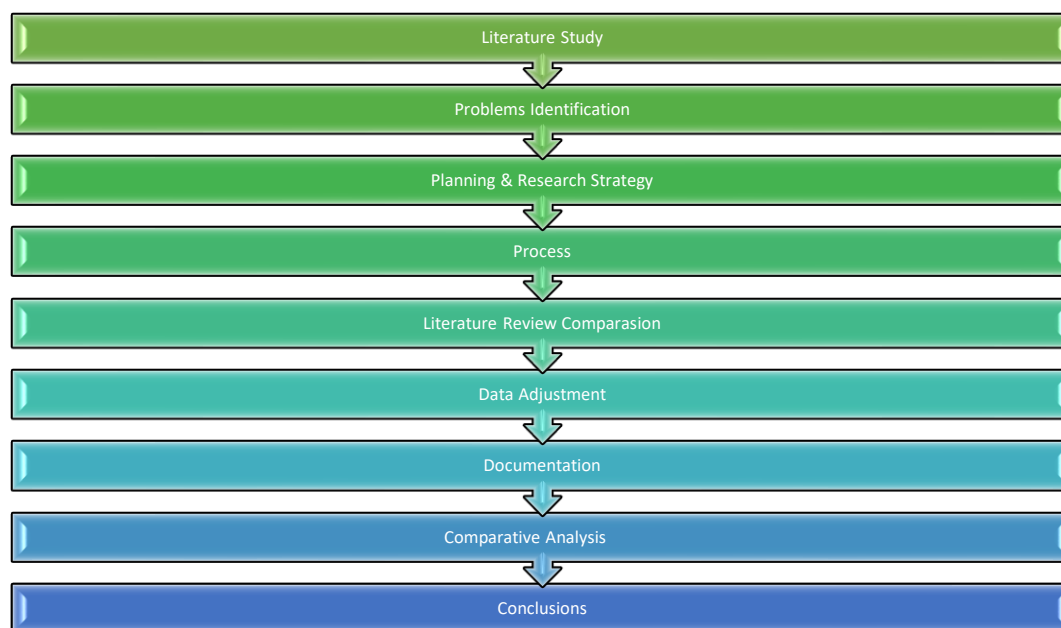 Literature Study
Problems Identification
Planning & Research Strategy
Process
Literature Review Comparasion
Data Adjustment
Documentation
Comparative Analysis
Conclusions